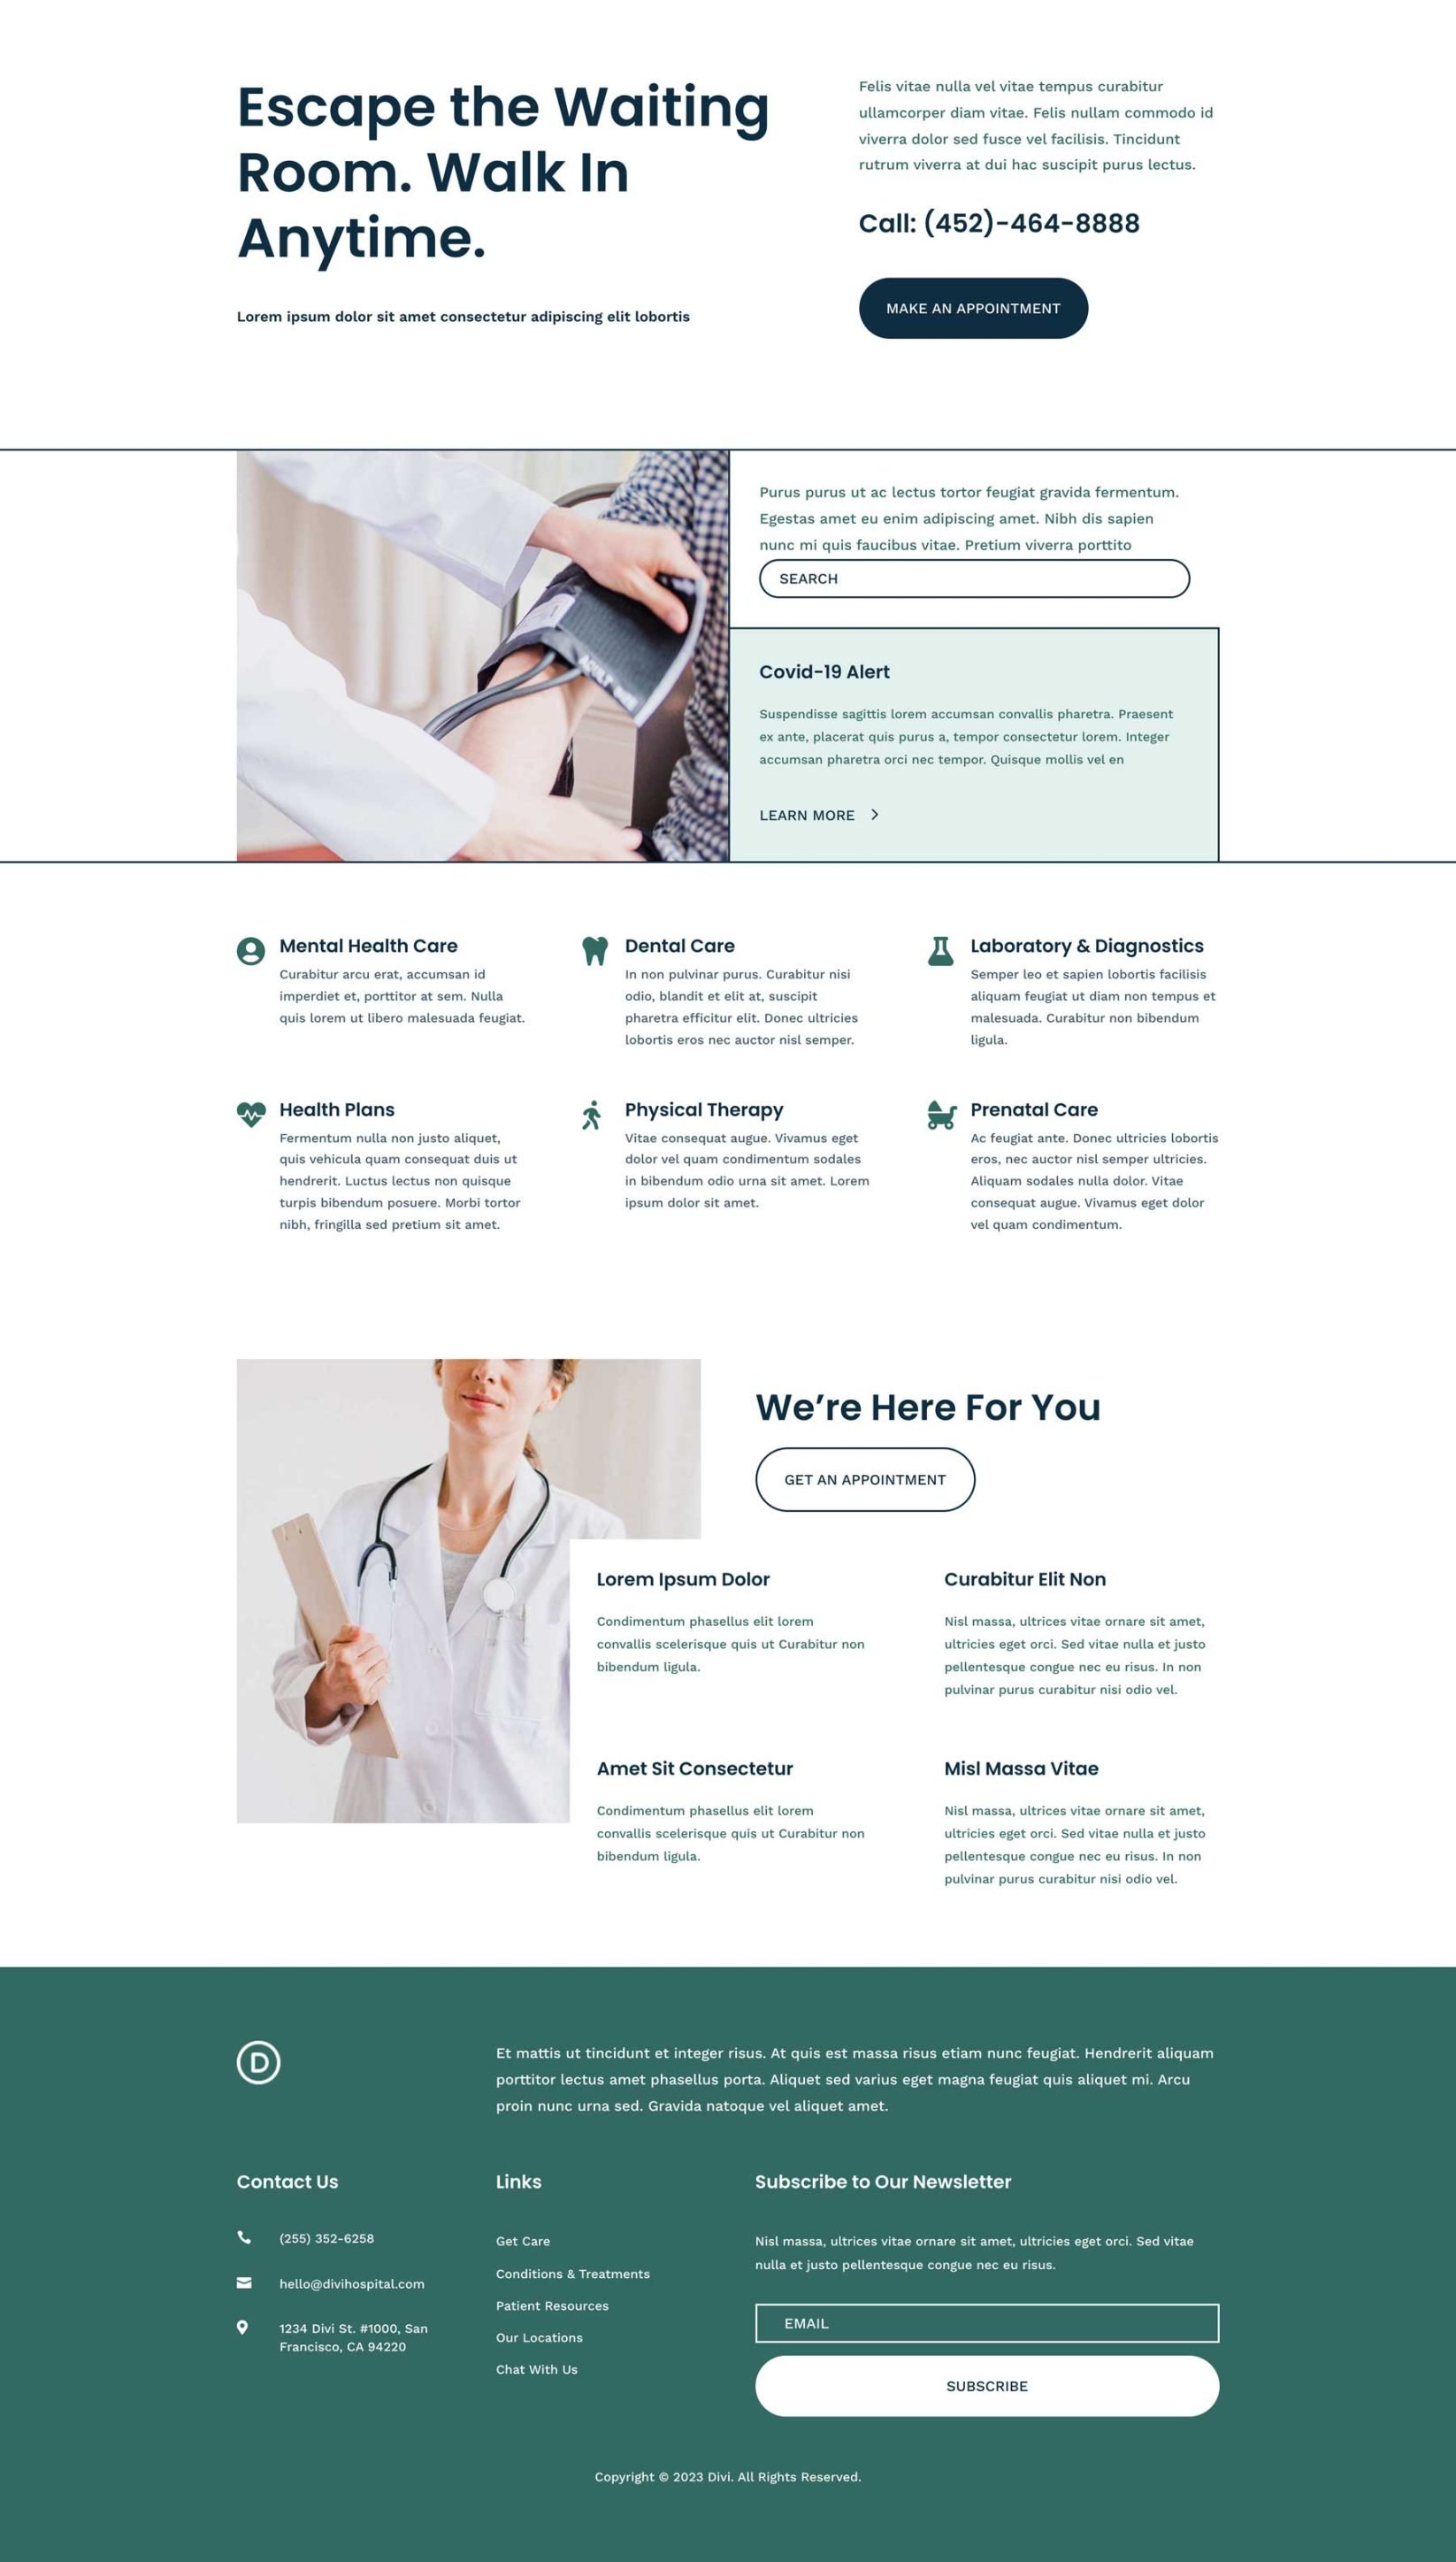 Escape the Waiting
Room. Walk In
Anytime.
Lorem ipsum dolor sit amet consectetur adipiscing elit lobortis
Felis vitae nulla vel vitae tempus curabitur
ullamcorper diam vitae. Felis nullam commodo id
viverra dolor sed fusce vel facilisis. Tincidunt
rutrum viverra at dui hac suscipit purus lectus.
Call: (452)-464-8888
MAKE AN APPOINTMENT
Purus purus ut ac lectus tortor feugiat gravida fermentum.
Egestas amet eu enim adipiscing amet. Nibh dis sapien
nunc mi quis faucibus vitae. Pretium viverra porttito
SEARCH
Covid-19 Alert
Suspendisse sagittis lorem accumsan convallis pharetra. Praesent
ex ante, placerat quis purus a, tempor consectetur lorem. Integer
accumsan pharetra orci nec tempor. Quisque mollis vel en
LEARN MORE
Mental Health Care
Curabitur arcu erat, accumsan id
imperdiet et, porttitor at sem. Nulla
quis lorem ut libero malesuada feugiat.
Dental Care
In non pulvinar purus. Curabitur nisi
odio, blandit et elit at, suscipit
pharetra efficitur elit. Donec ultricies
lobortis eros nec auctor nisl semper.
Laboratory & Diagnostics
Semper leo et sapien lobortis facilisis
aliquam feugiat ut diam non tempus et
malesuada. Curabitur non bibendum
ligula.
Health Plans
Fermentum nulla non justo aliquet,
quis vehicula quam consequat duis ut
hendrerit. Luctus lectus non quisque
turpis bibendum posuere. Morbi tortor
nibh, fringilla sed pretium sit amet.
Physical Therapy
Vitae consequat augue. Vivamus eget
dolor vel quam condimentum sodales
in bibendum odio urna sit amet. Lorem
ipsum dolor sit amet.
Prenatal Care
Ac feugiat ante. Donec ultricies lobortis
eros, nec auctor nisl semper ultricies.
Aliquam sodales nulla dolor. Vitae
consequat augue. Vivamus eget dolor
vel quam condimentum.
We’re Here For You
GET AN APPOINTMENT
Lorem Ipsum Dolor
Condimentum phasellus elit lorem
convallis scelerisque quis ut Curabitur non
bibendum ligula.
Curabitur Elit Non
Nisl massa, ultrices vitae ornare sit amet,
ultricies eget orci. Sed vitae nulla et justo
pellentesque congue nec eu risus. In non
pulvinar purus curabitur nisi odio vel.
Amet Sit Consectetur
Condimentum phasellus elit lorem
convallis scelerisque quis ut Curabitur non
bibendum ligula.
Misl Massa Vitae
Nisl massa, ultrices vitae ornare sit amet,
ultricies eget orci. Sed vitae nulla et justo
pellentesque congue nec eu risus. In non
pulvinar purus curabitur nisi odio vel.
D
Et mattis ut tincidunt et integer risus. At quis est massa risus etiam nunc feugiat. Hendrerit aliquam
porttitor lectus amet phasellus porta. Aliquet sed varius eget magna feugiat quis aliquet mi. Arcu
proin nunc urna sed. Gravida natoque vel aliquet amet.
Contact Us
(255) 352-6258
hello@divihospital.com
1234 Divi St. #1000, San
Francisco, CA 94220
Links
Get Care
Conditions & Treatments
Patient Resources
Our Locations
Chat With Us
Subscribe to Our Newsletter
Nisl massa, ultrices vitae ornare sit amet, ultricies eget orci. Sed vitae
nulla et justo pellentesque congue nec eu risus.
EMAIL
SUBSCRIBE
Copyright © 2023 Divi. All Rights Reserved.